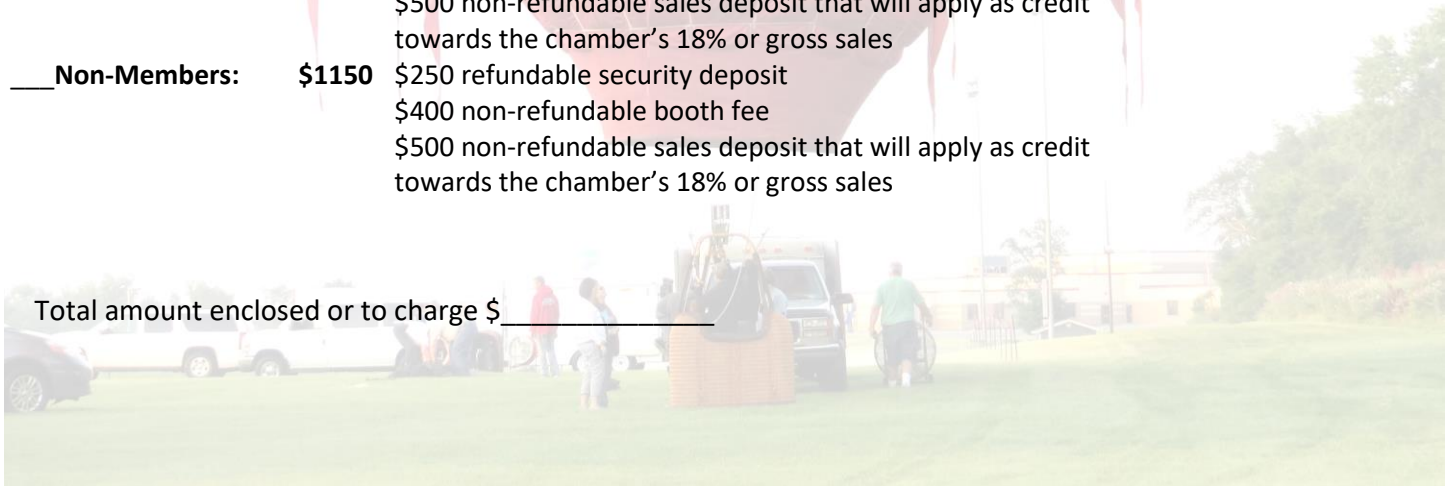 $500 non-refundable sales deposit that will apply as credit
towards the chamber’s 18% or gross sales
___Non-Members: $1150 $250 refundable security deposit
$400 non-refundable booth fee
$500 non-refundable sales deposit that will apply as credit
towards the chamber’s 18% or gross sales
Total amount enclosed or to charge $______________